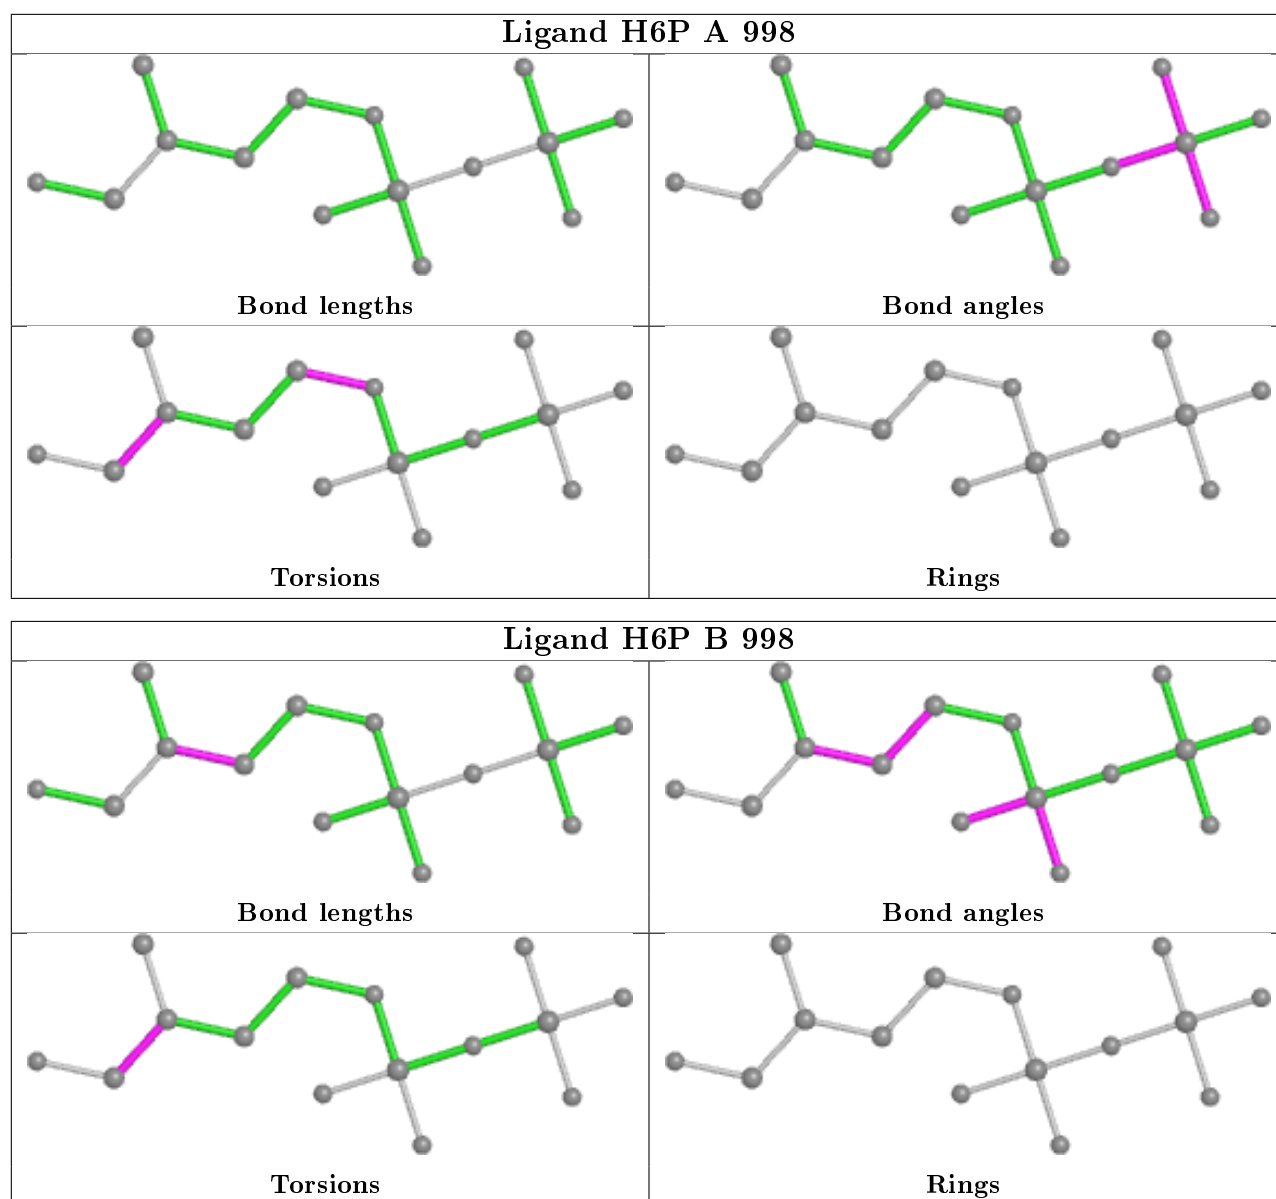 Ligand H6P A 998
Bond lengths
Bond angles
Torsions
Rings
Ligand H6P B 998
Bond lengths
Bond angles
Torsions
Rings